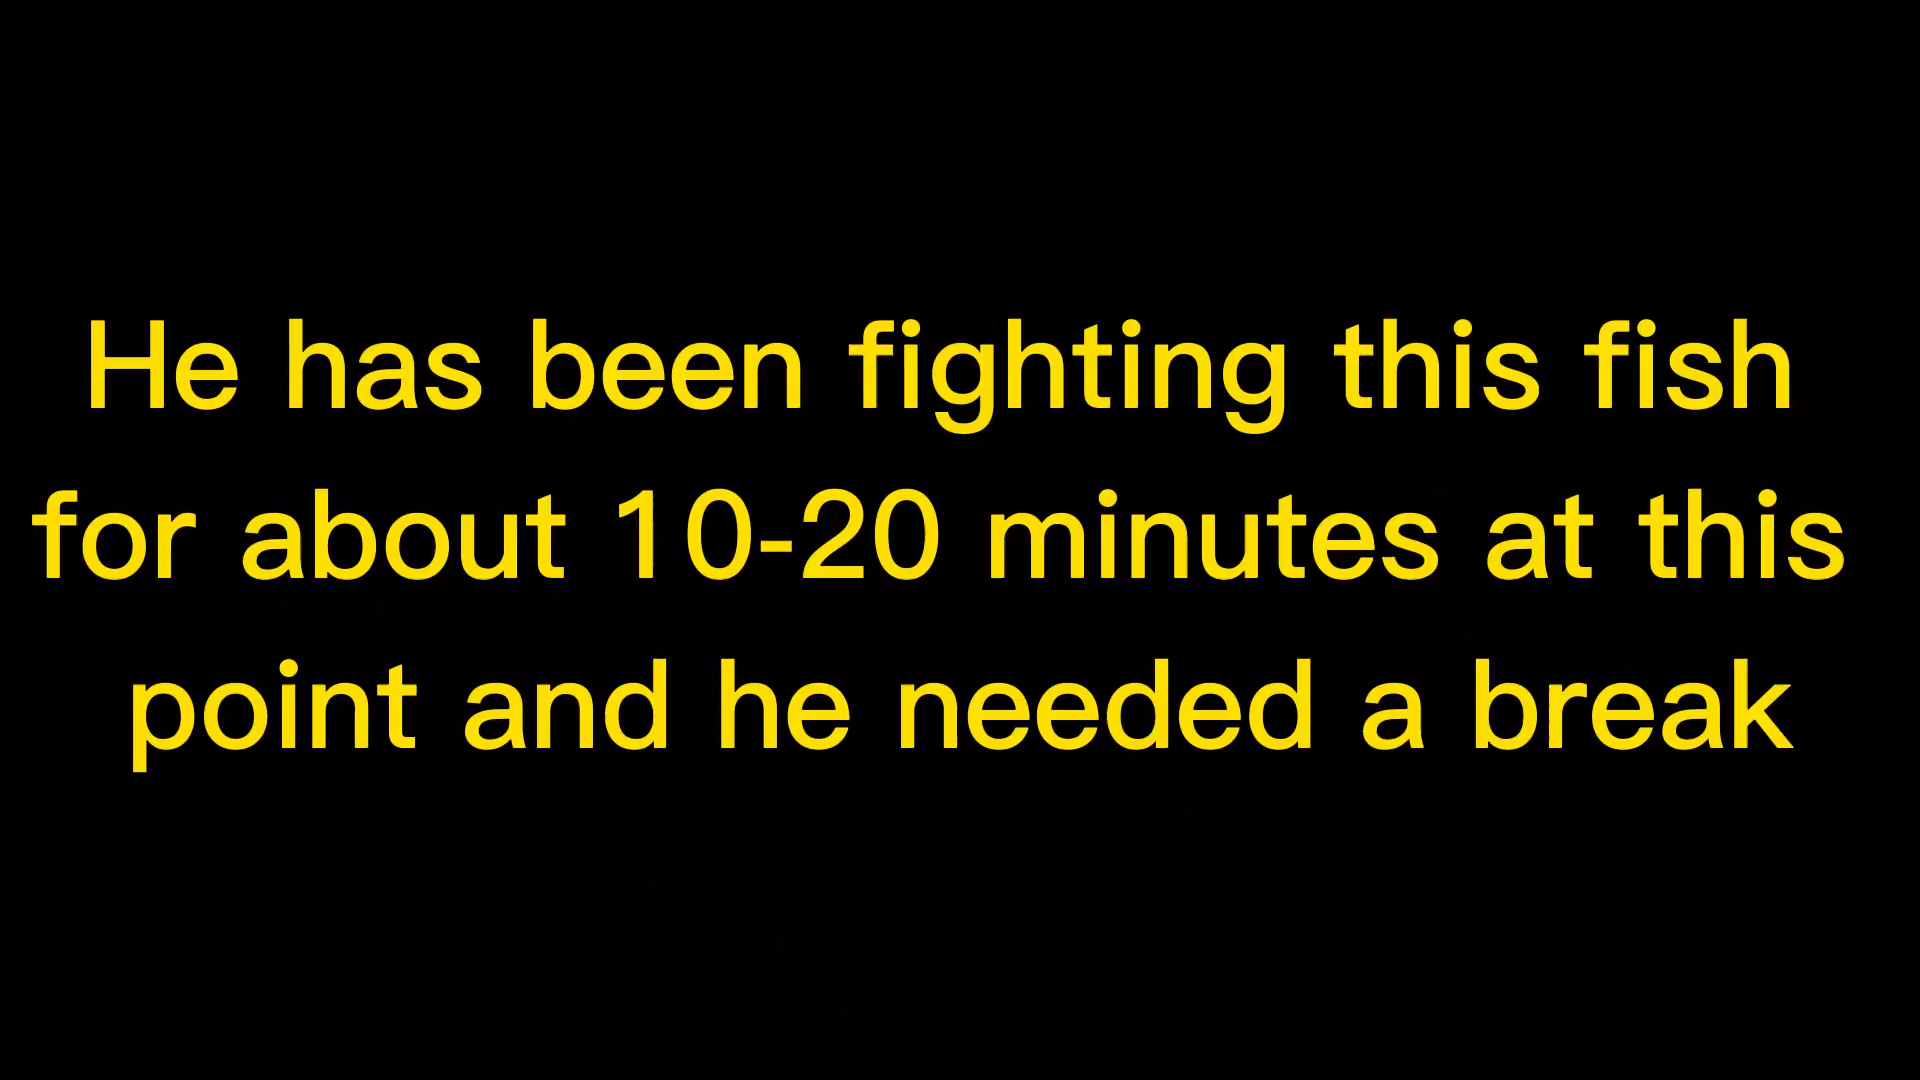 He has been fighting this fish
for about 10-20 minutes at this
point and he needed a break